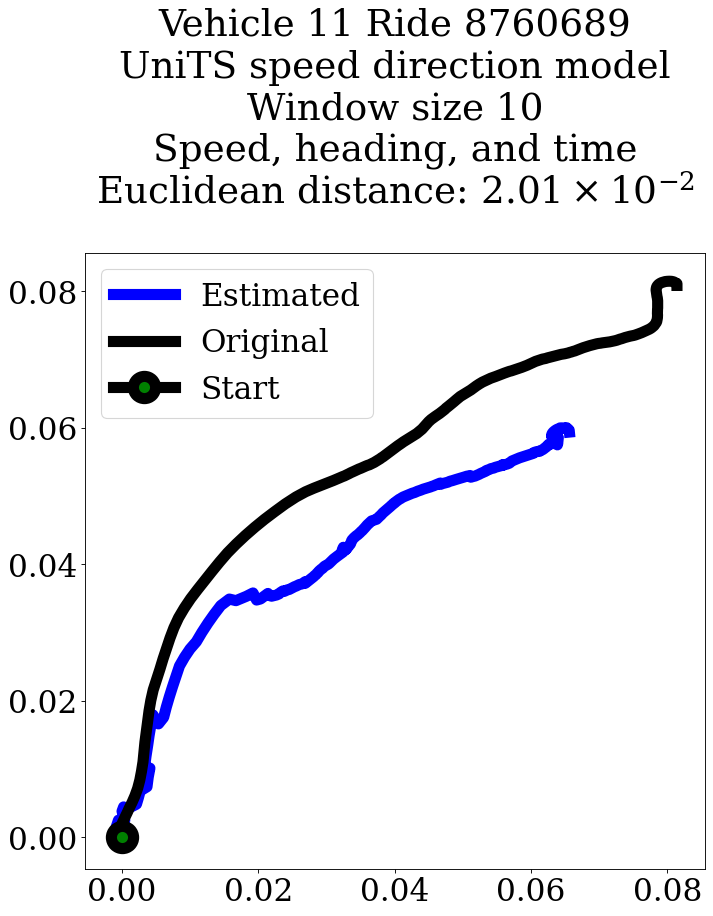 Vehicle 11 Ride 8760689
UniTS speed direction model
Window size 10
Speed, heading, and time
Euclidean distance: 2.01 × 10⁻²
Estimated
Original
Start
0.08
0.06
0.04
0.02
0.00
0.00 0.02 0.04 0.06 0.08